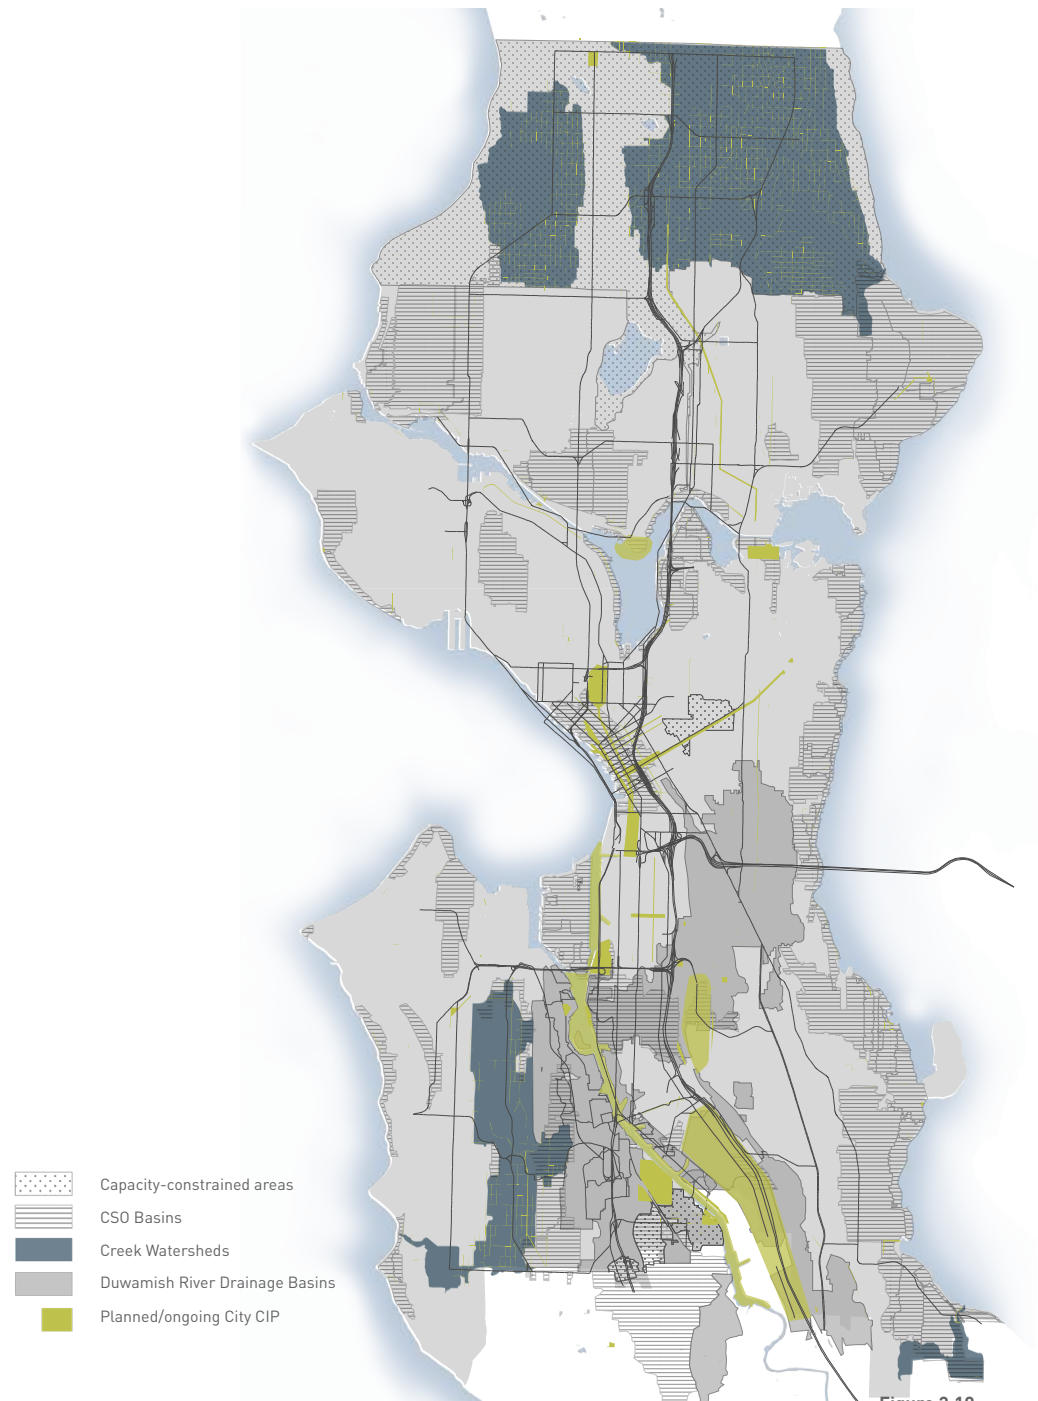 Capacity-constrained areas
CSO Basins
Creek Watersheds
Duwamish River Drainage Basins
Planned/ongoing City CIP